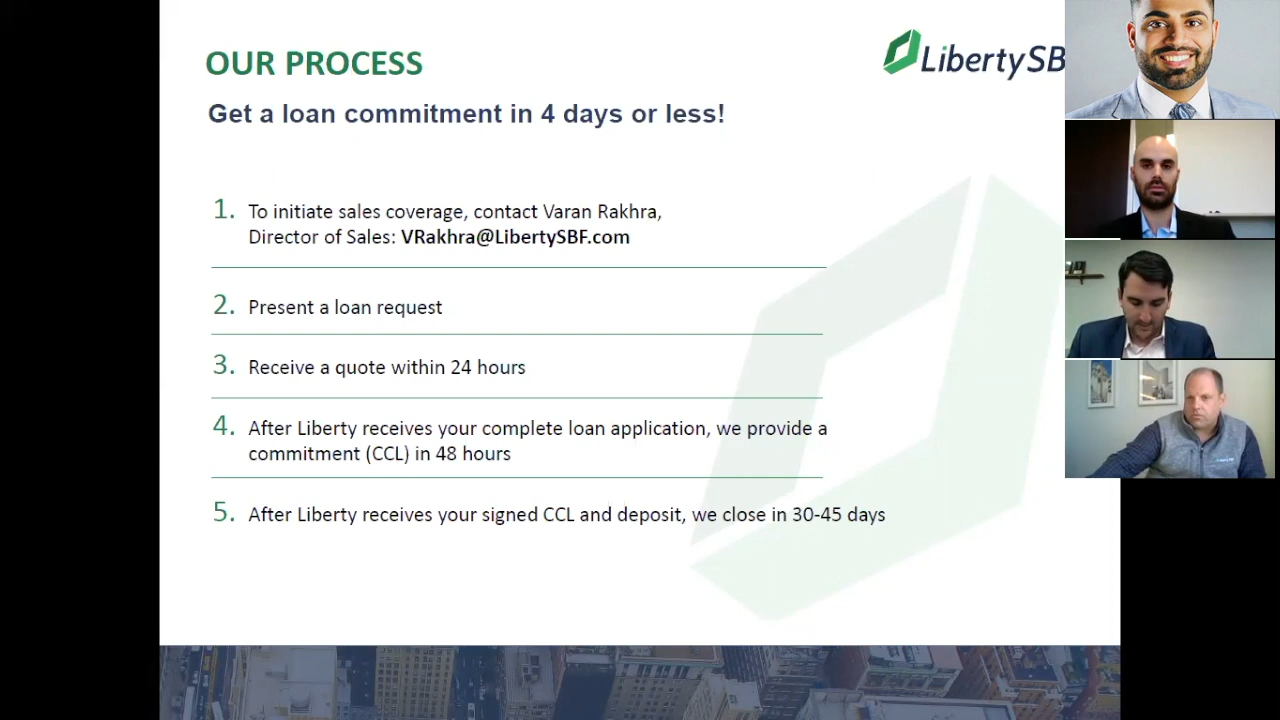 OUR PROCESS
LibertySB
Get a loan commitment in 4 days or less!
1. To initiate sales coverage, contact Varan Rakhra,
Director of Sales: VRakhra@LibertySBF.com
2. Present a loan request
3. Receive a quote within 24 hours
4. After Liberty receives your complete loan application, we provide a
commitment (CCL) in 48 hours
5. After Liberty receives your signed CCL and deposit, we close in 30-45 days